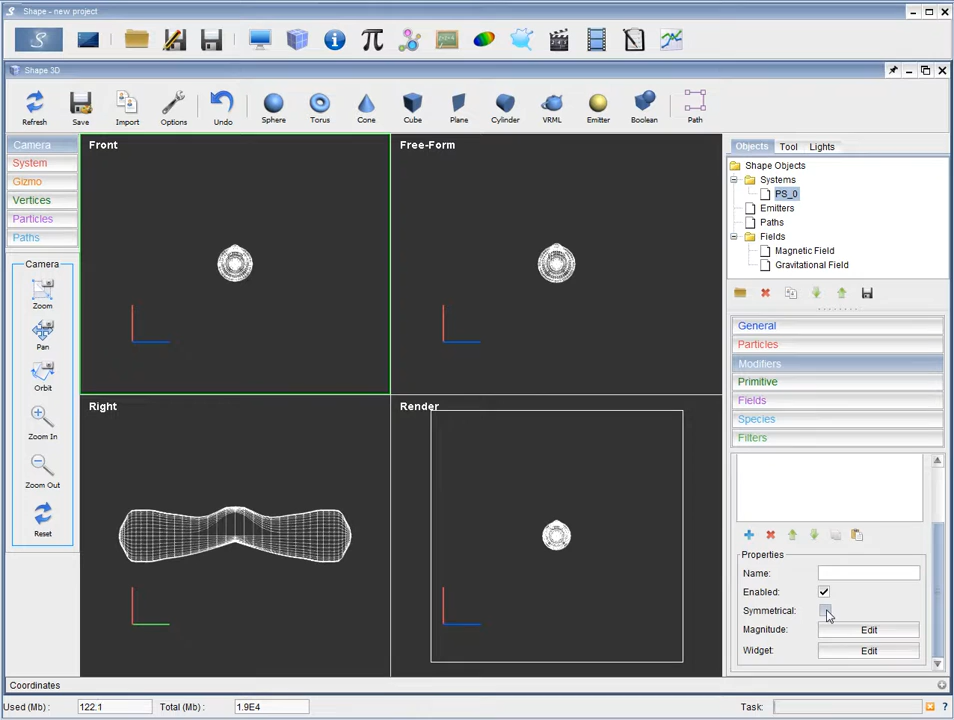 Shape - new project
Shape 3D
Refresh Save Import Options Undo Sphere Torus Cone Cube Plane Cylinder VRML Emitter Boolean Path
Camera
System
Gizmo
Vertices
Particles
Paths
Camera
Zoom
Pan
Orbit
Zoom In
Zoom Out
Reset
Front
Free-Form
Right
Render
Objects Tool Lights
Shape Objects
Systems
PS_0
Emitters
Paths
Fields
Magnetic Field
Gravitational Field
General
Particles
Modifiers
Primitive
Fields
Species
Filters
Properties
Name:
Enabled:
Symmetrical:
Magnitude: Edit
Widget: Edit
Coordinates
Used (Mb): 122.1 Total (Mb): 1.9E4 Task: